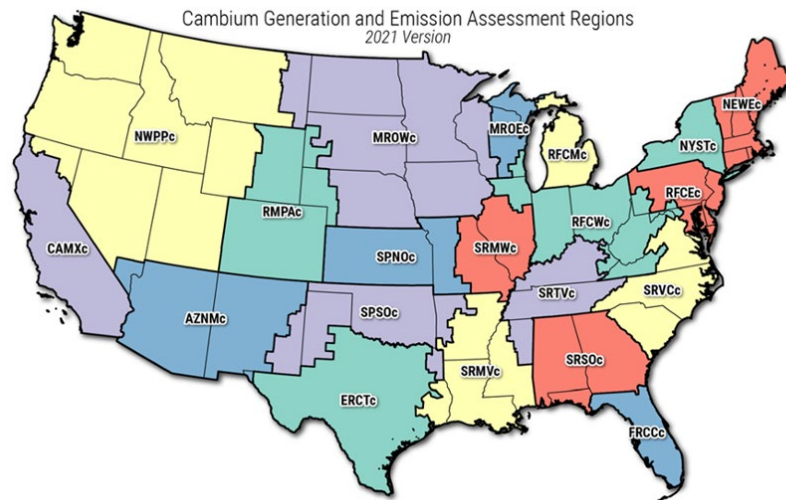 Cambium Generation and Emission Assessment Regions
2021 Version
NEWEc
NWPPc
MROWc
MROEc
RFCMc
NYSTc
RFCEc
RMPAc
RFCWc
CAMXc
SPNOc
SRMWc
SRVCc
SRTVc
AZNMc
SPSOc
SRMVc
SRSOc
ERCTc
FRCCc